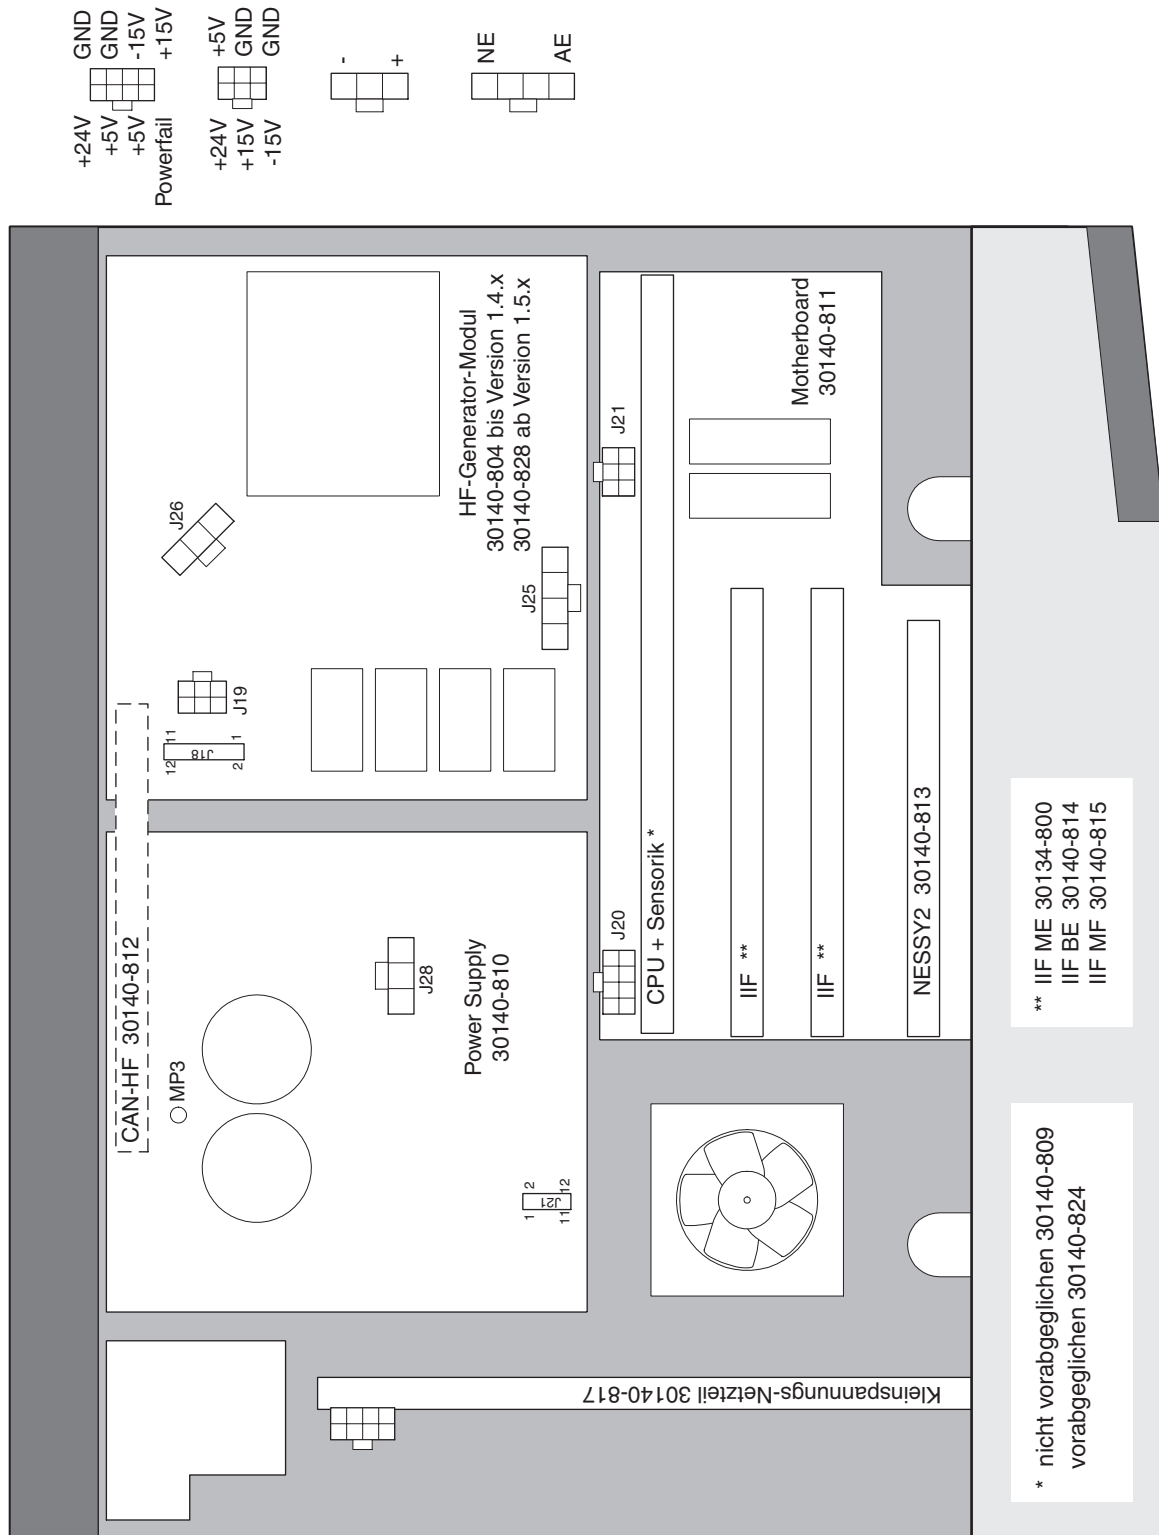 +24V GND
+5V GND
+5V -15V
Powerfail +15V
+24V +5V
+15V GND
-15V GND
-
+
NE
AE
CAN-HF 30140-812
MP3
J28
Power Supply
30140-810
1 2
J21
11 12
12 11
J18
2 1
J19
J26
J25
HF-Generator-Modul
30140-804 bis Version 1.4.x
30140-828 ab Version 1.5.x
J20
J21
CPU + Sensorik *
IIF **
IIF **
NESSY2 30140-813
Motherboard
30140-811
Kleinspannungs-Netzteil 30140-817
* nicht vorabgeglichen 30140-809
vorabgeglichen 30140-824
** IIF ME 30134-800
IIF BE 30140-814
IIF MF 30140-815